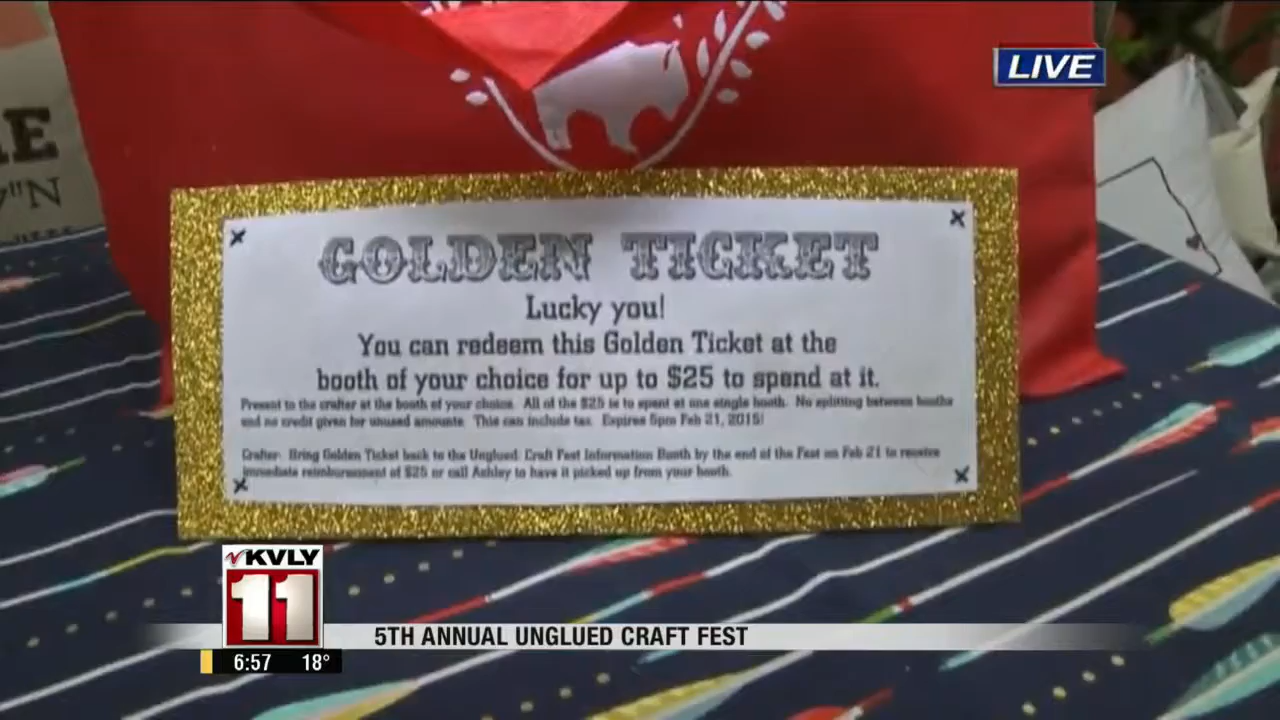 LIVE
E
7"N
GOLDEN TICKET
Lucky you!
You can redeem this Golden Ticket at the
booth of your choice for up to $25 to spend at it.
Present to the crafter at the booth of your choice. All of the $25 is to spent at one single booth. No splitting between booths
and no credit given for unused amounts. This can include tax. Expires 5pm Feb 21, 2015!
Crafter: Bring Golden Ticket back to the Unglued: Craft Fest Information Booth by the end of the Fest on Feb 21 to receive
immediate reimbursement of $25 or call Ashley to have it picked up from your booth.
KVLY
11
5TH ANNUAL UNGLUED CRAFT FEST
6:57 18°